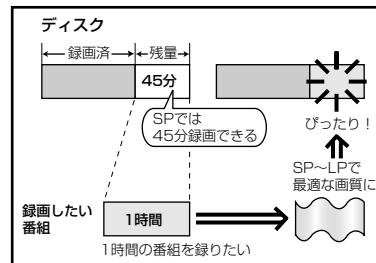 ディスク
録画済
残量
45分
SPでは
45分録画できる
ぴったり！
SP〜LPで
最適な画質に
録画したい
番組
1時間
1時間の番組を録りたい